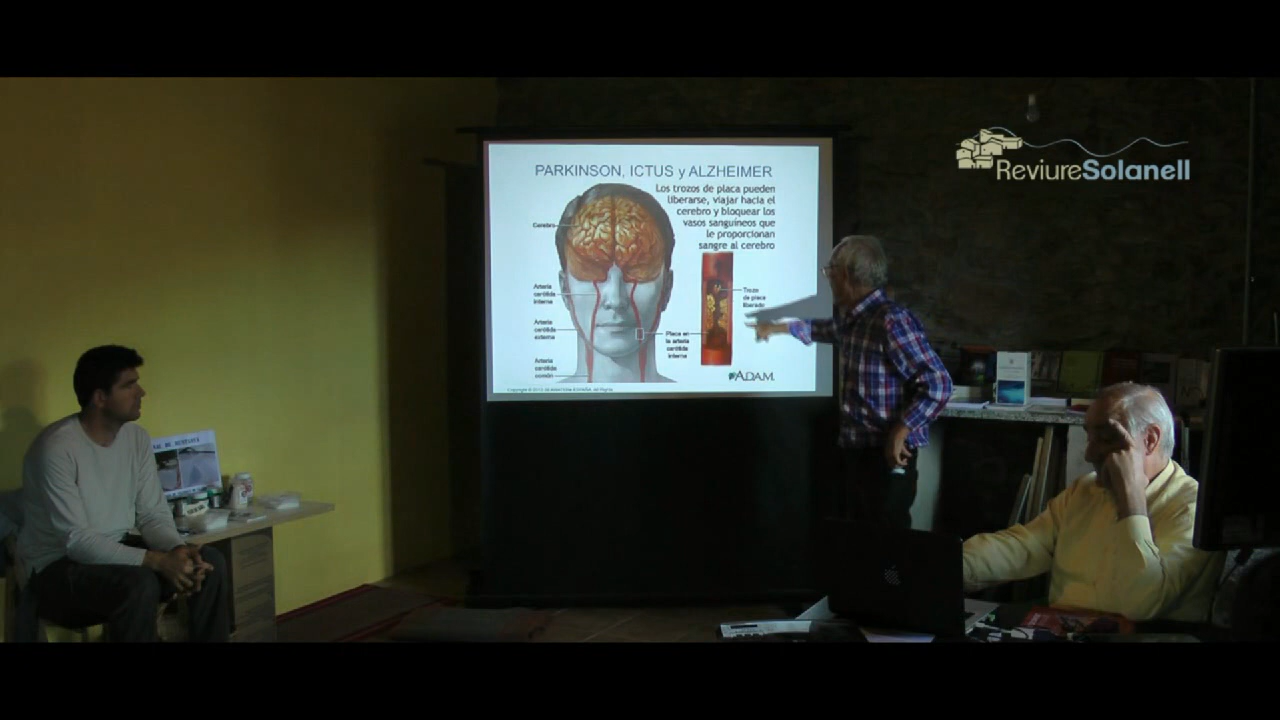 ReviureSolanell
PARKINSON, ICTUS y ALZHEIMER
Los trozos de placa pueden
liberarse, viajar hacia el
cerebro y bloquear los
vasos sanguíneos que
le proporcionan
sangre al cerebro
Cerebro
Arteria
carótida
interna
Arteria
carótida
externa
Arteria
carótida
común
Trozo
de placa
liberado
Placa en
la arteria
carótida
interna
ADAM.